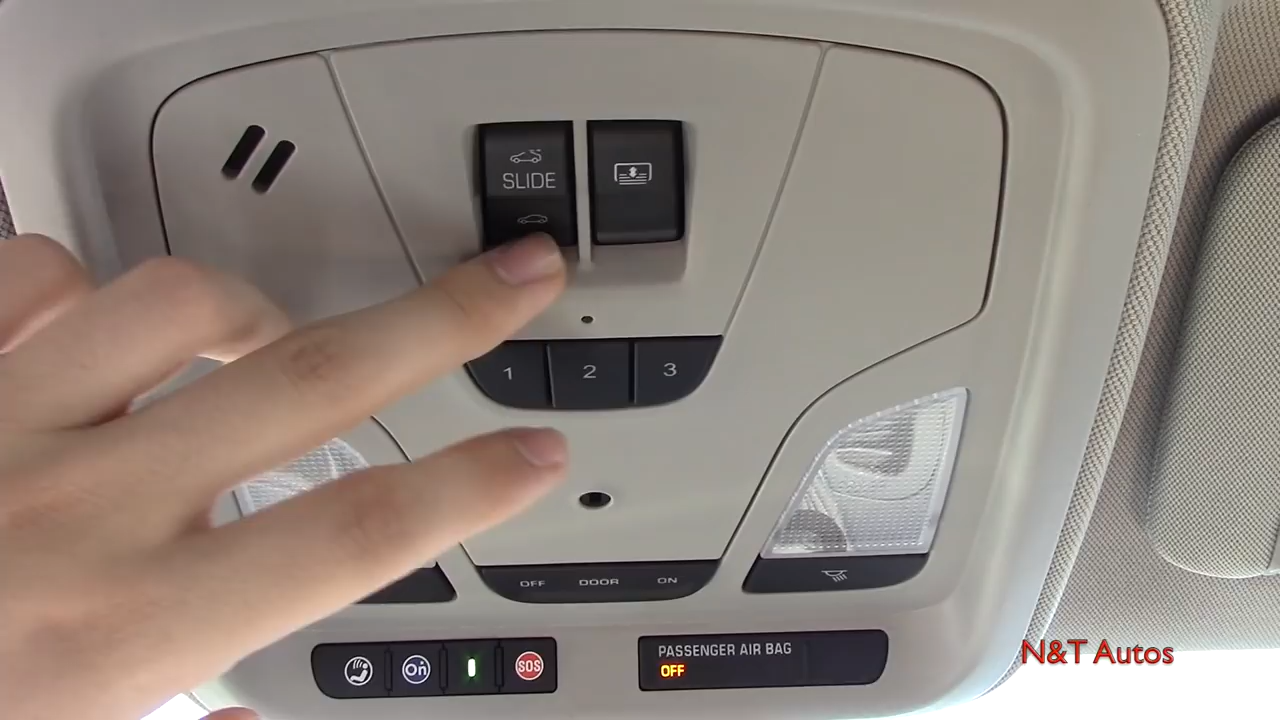 SLIDE
1 2 3
OFF DOOR ON
On SOS
PASSENGER AIR BAG
OFF
N&T Autos